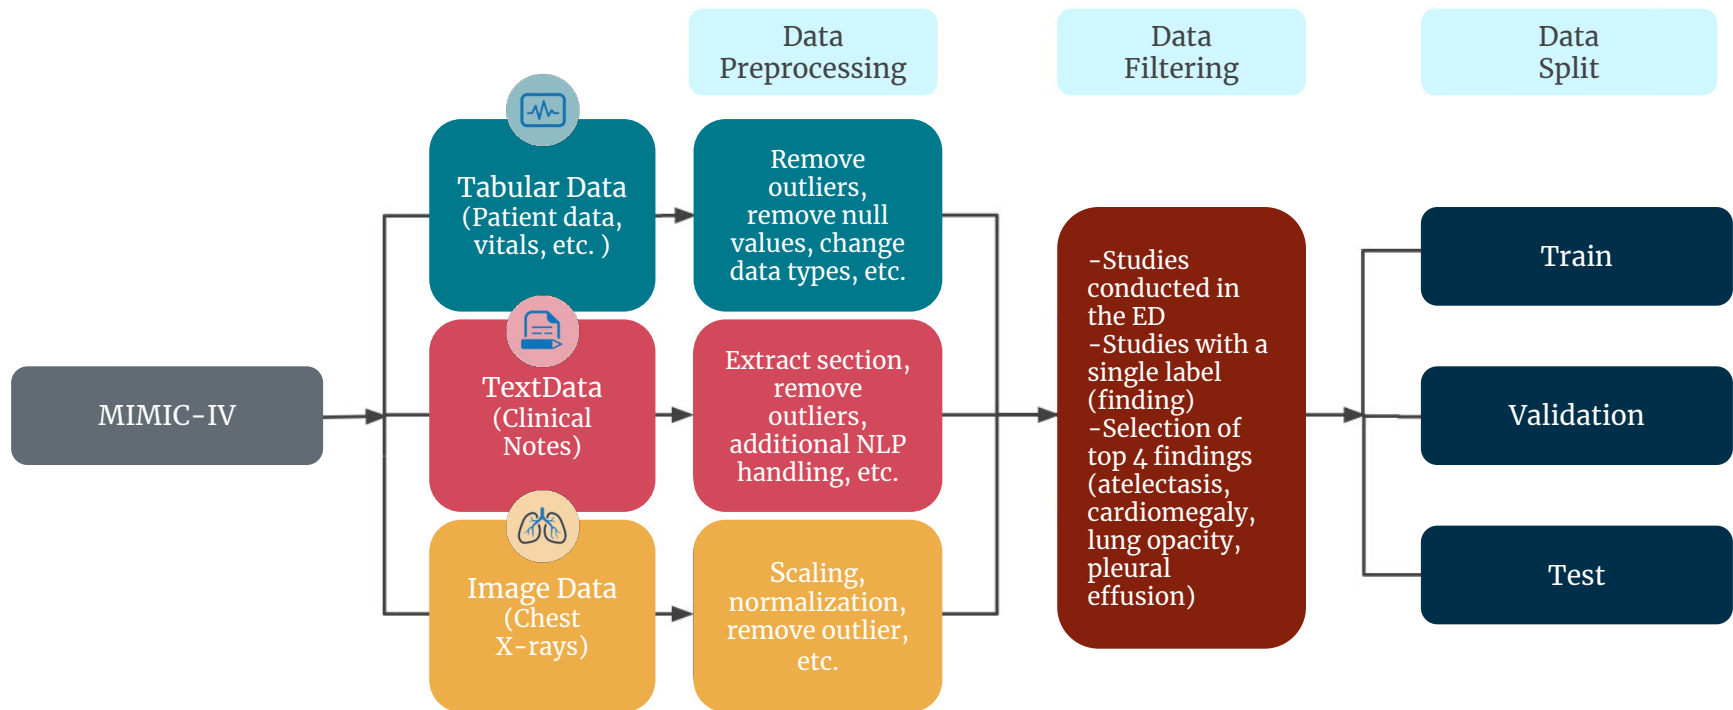 Data
Preprocessing
Data
Filtering
Data
Split
MIMIC-IV
Tabular Data
(Patient data,
vitals, etc. )
Remove
outliers,
remove null
values, change
data types, etc.
TextData
(Clinical
Notes)
Extract section,
remove
outliers,
additional NLP
handling, etc.
Image Data
(Chest
X-rays)
Scaling,
normalization,
remove outlier,
etc.
-Studies
conducted in
the ED
-Studies with a
single label
(finding)
-Selection of
top 4 findings
(atelectasis,
cardiomegaly,
lung opacity,
pleural
effusion)
Train
Validation
Test